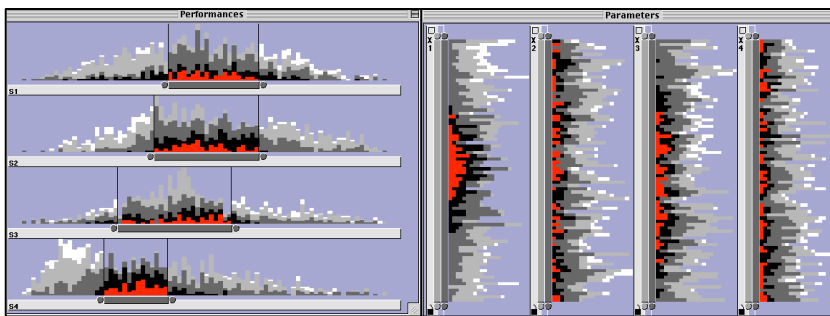 Performances
S1
S2
S3
S4
Parameters
X
1
X
2
X
3
X
4